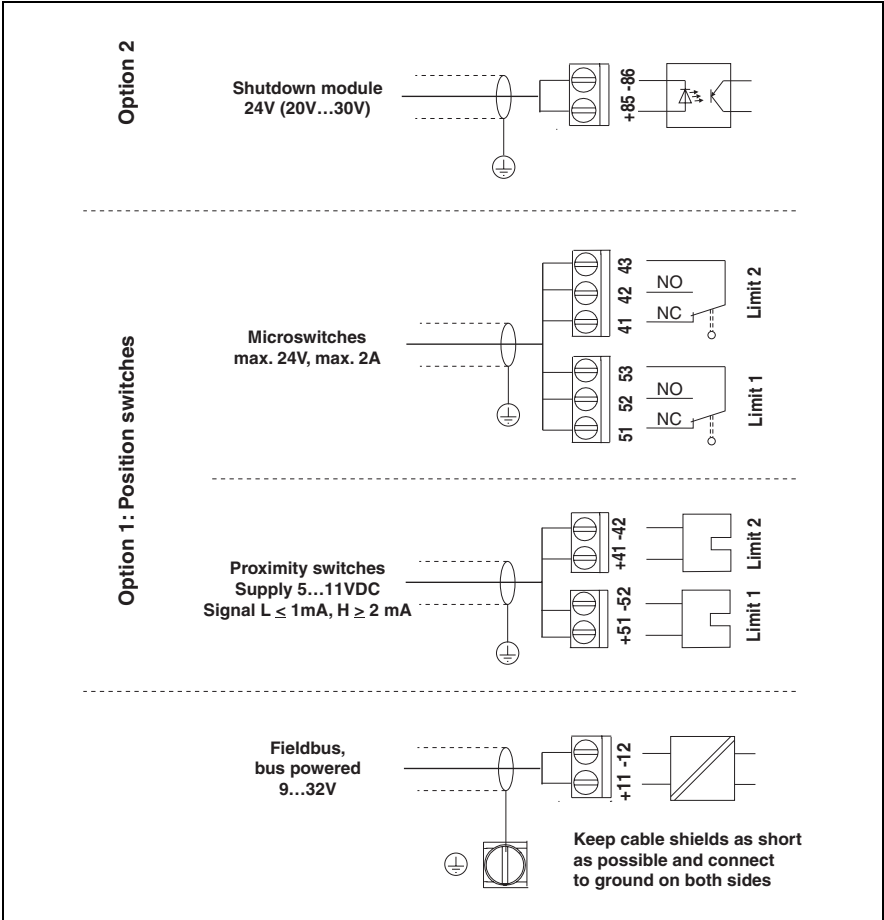 Option 2
Shutdown module
24V (20V…30V)
+85 -86
Option 1: Position switches
Microswitches
max. 24V, max. 2A
43
42
41
NO
NC
Limit 2
53
52
51
NO
NC
Limit 1
Proximity switches
Supply 5…11VDC
Signal L ≤ 1mA, H ≥ 2 mA
+41 -42
Limit 2
+51 -52
Limit 1
Fieldbus,
bus powered
9…32V
+11 -12
Keep cable shields as short
as possible and connect
to ground on both sides